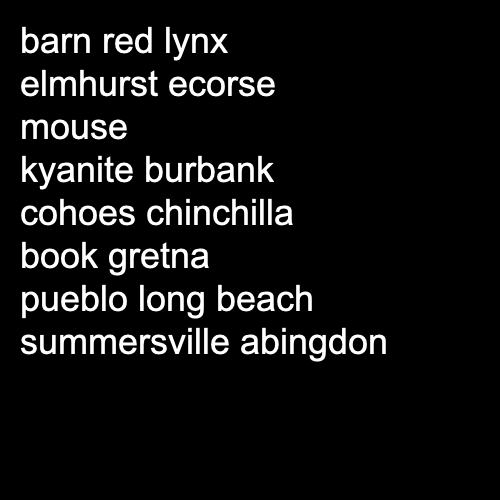 barn red lynx
elmhurst ecorse
mouse
kyanite burbank
cohoes chinchilla
book gretna
pueblo long beach
summersville abingdon